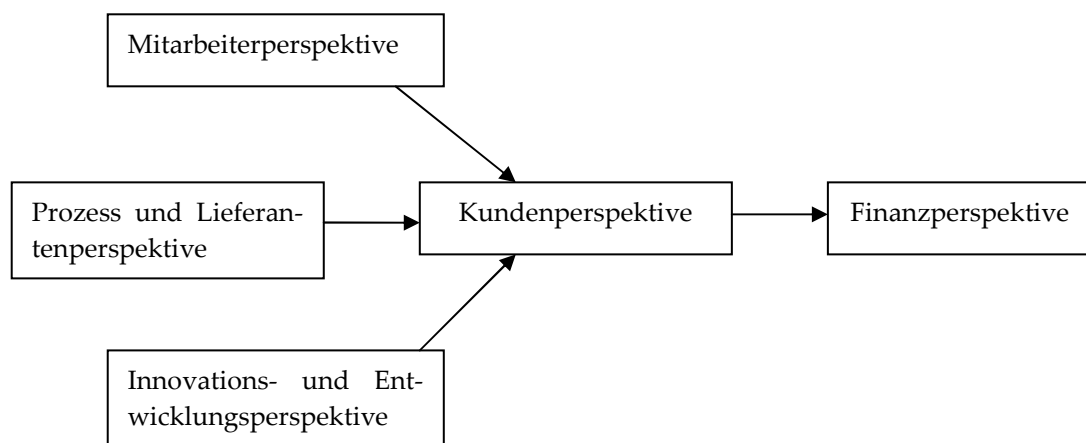 Mitarbeiterperspektive
Prozess und Lieferan-
tenperspektive
Kundenperspektive
Finanzperspektive
Innovations- und Ent-
wicklungsperspektive